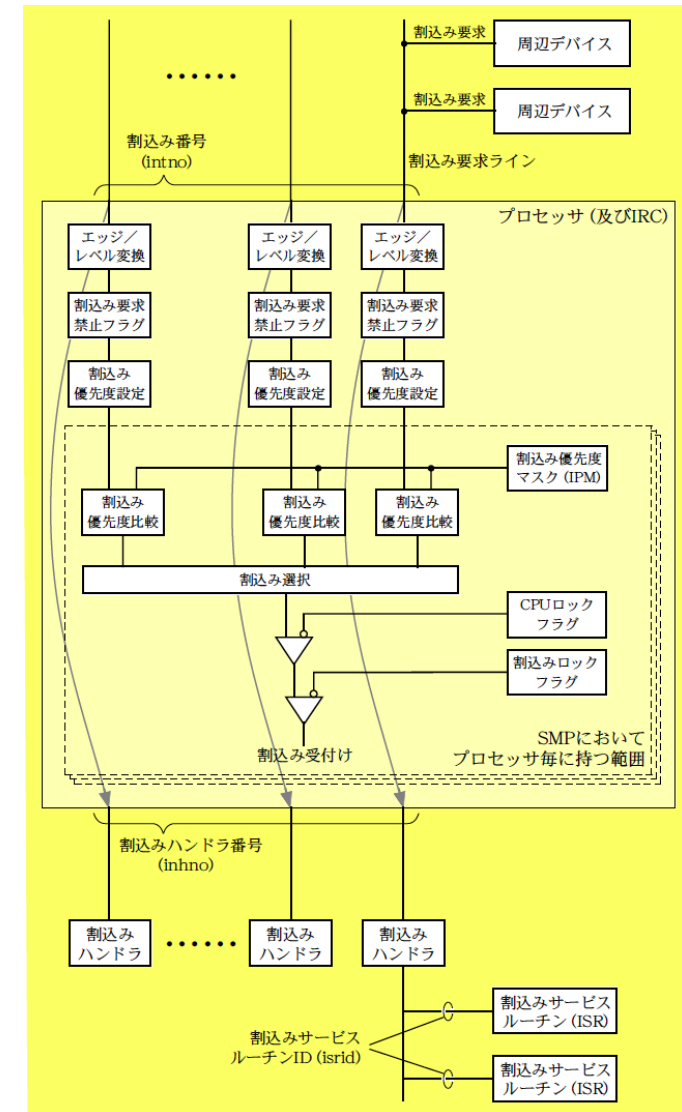 割込み要求
周辺デバイス
......
割込み要求
周辺デバイス
割込み番号
(intno)
割込み要求ライン
プロセッサ (及びIRC)
エッジ／
レベル変換
エッジ／
レベル変換
エッジ／
レベル変換
割込み要求
禁止フラグ
割込み要求
禁止フラグ
割込み要求
禁止フラグ
割込み
優先度設定
割込み
優先度設定
割込み
優先度設定
割込み優先度
マスク (IPM)
割込み
優先度比較
割込み
優先度比較
割込み
優先度比較
割込み選択
CPUロック
フラグ
割込みロック
フラグ
割込み受付け
SMPにおいて
プロセッサ毎に持つ範囲
割込みハンドラ番号
(inhno)
割込み
ハンドラ
......
割込み
ハンドラ
割込み
ハンドラ
割込みサービス
ルーチン (ISR)
割込みサービス
ルーチンID (isrid)
割込みサービス
ルーチン (ISR)